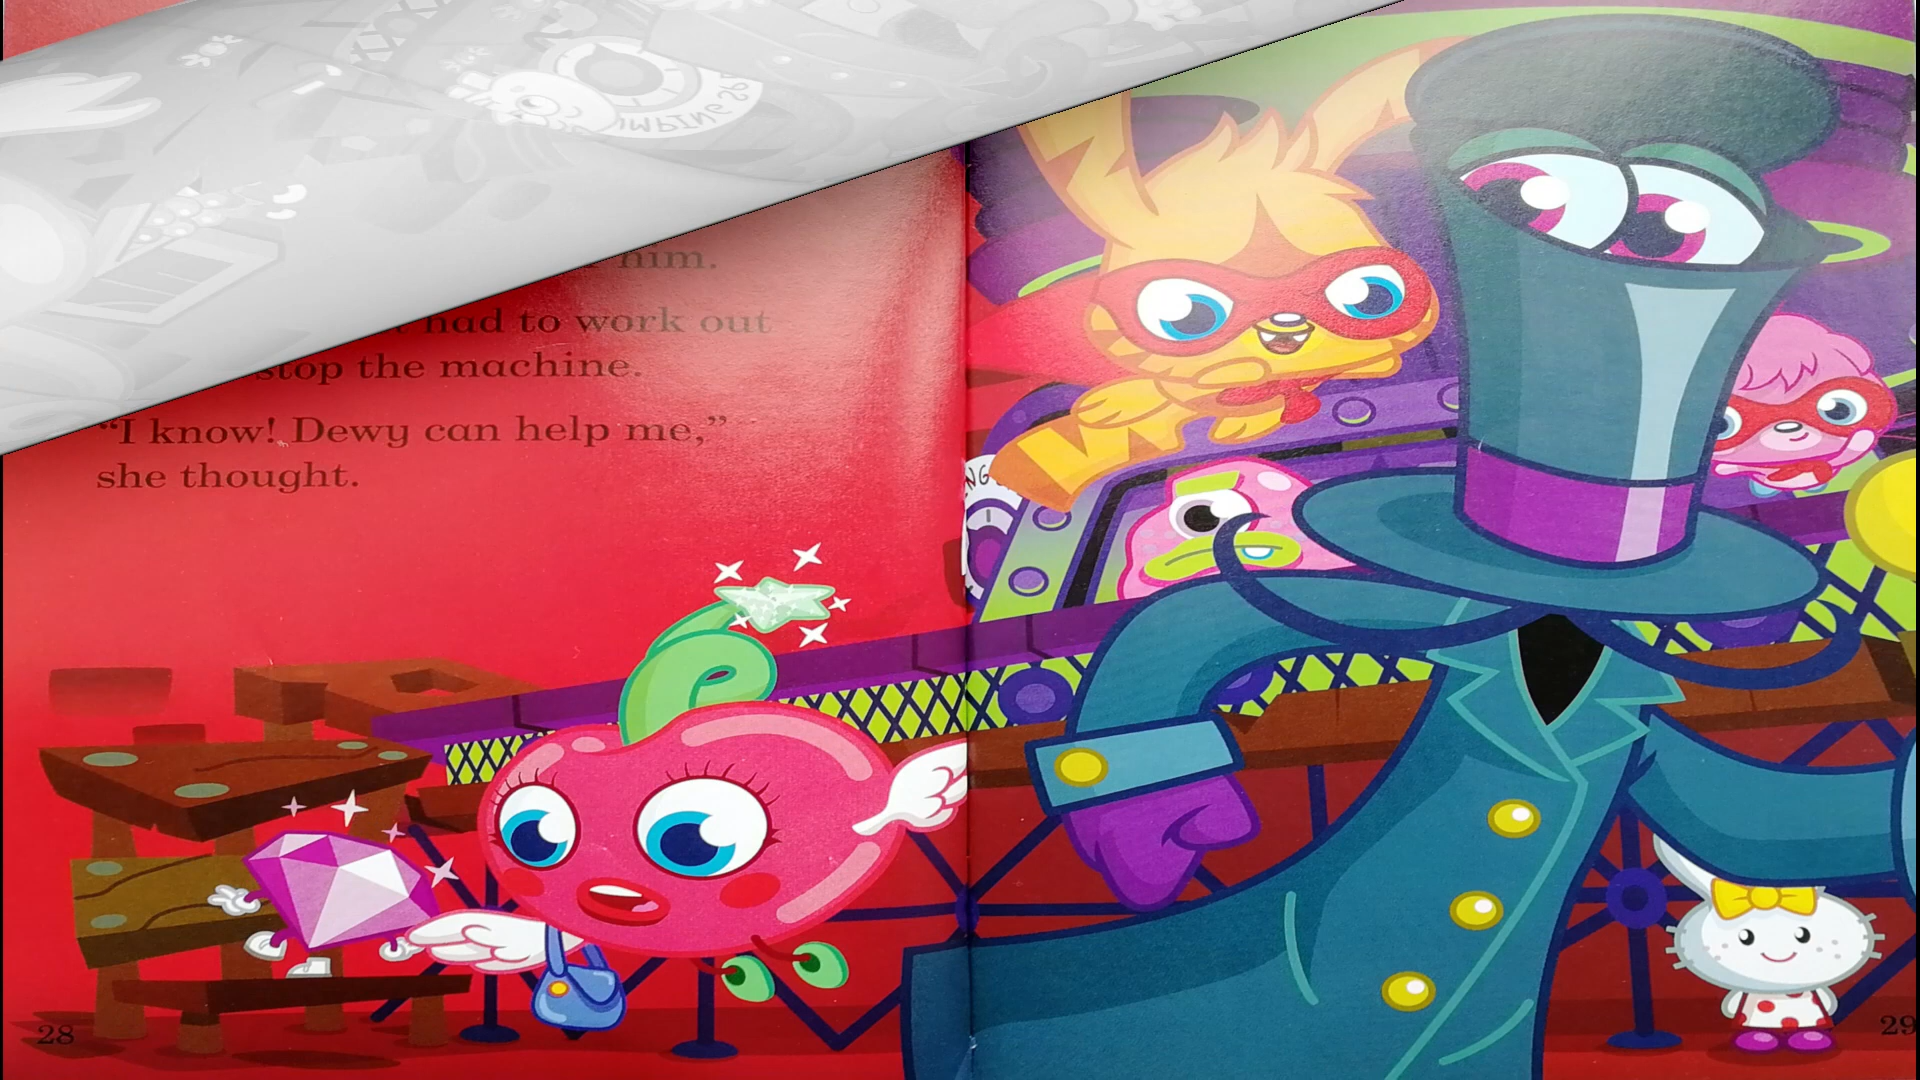 him.
had to work out
stop the machine.
“I know! Dewy can help me,”
she thought.
28
29